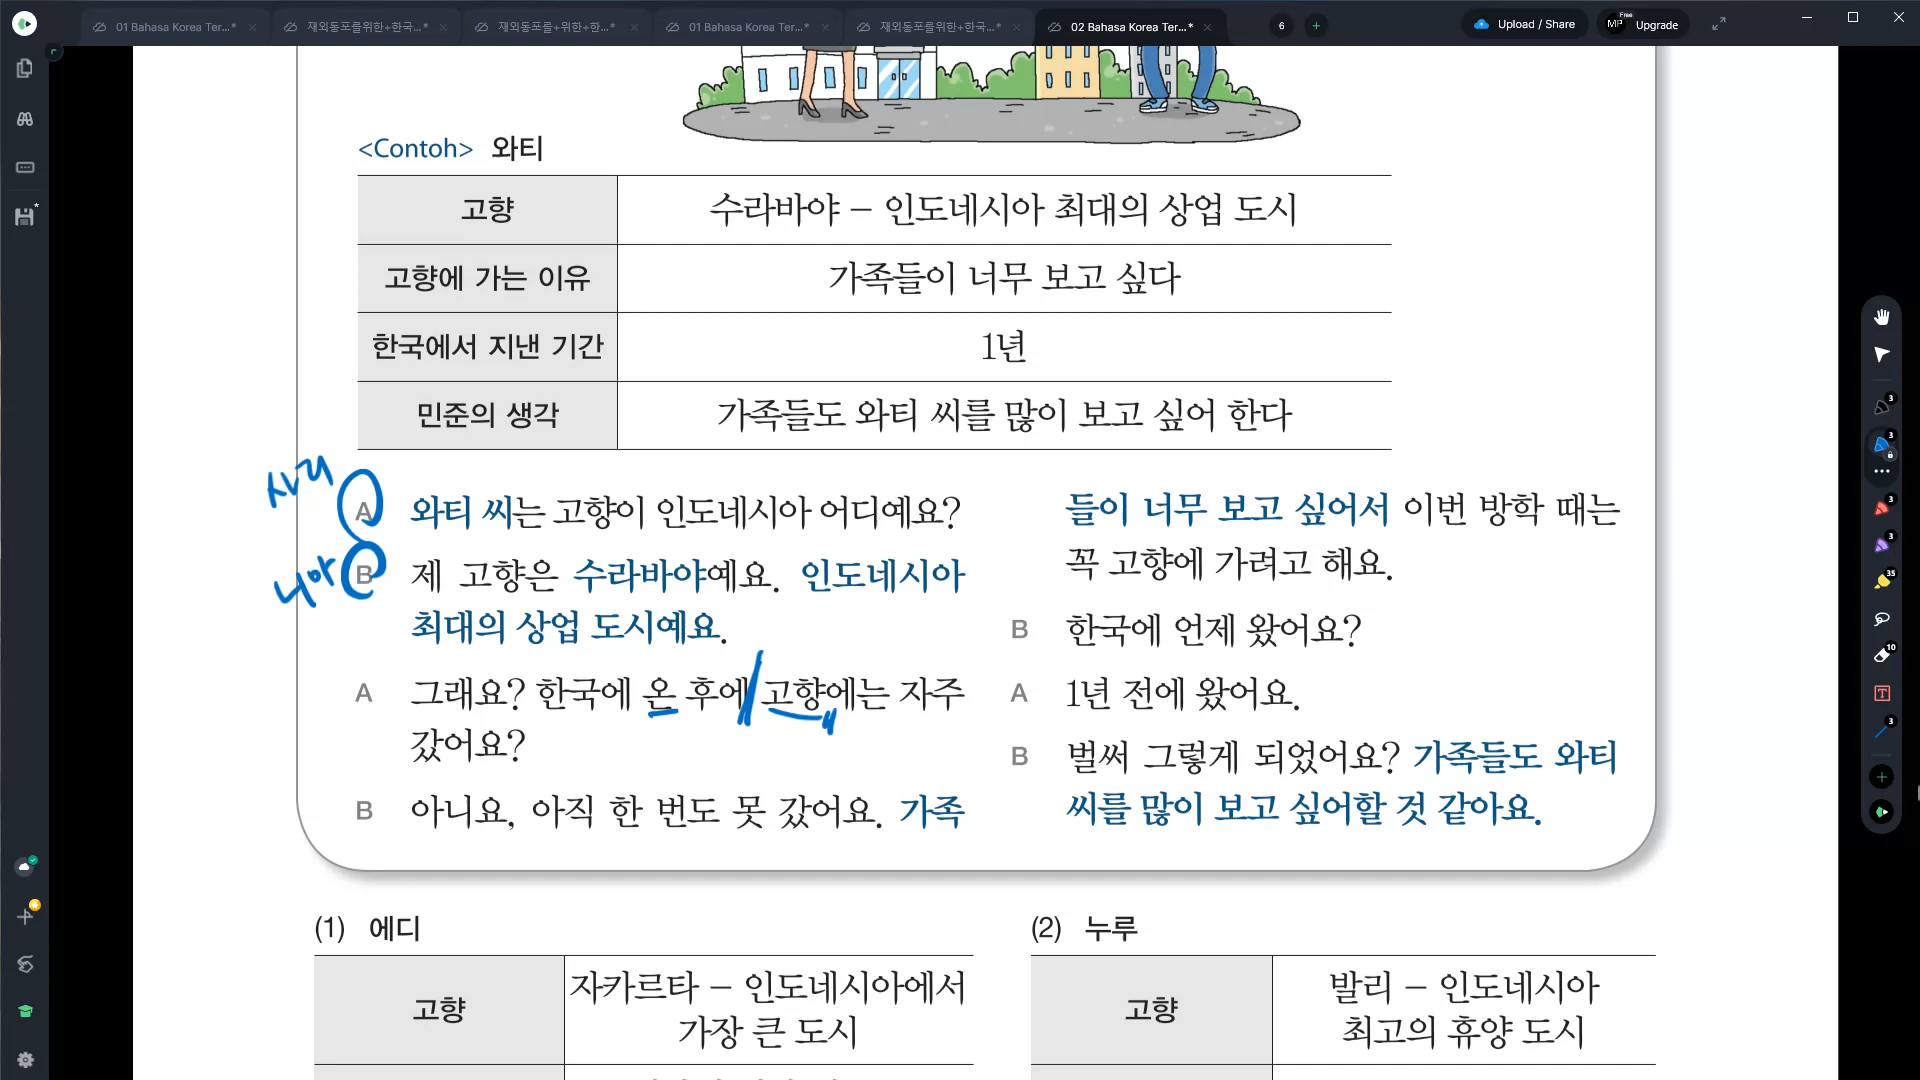 01 Bahasa Korea Ter...*
재외동포를위한+한국...*
재외동포를+위한+한...*
01 Bahasa Korea Ter...*
재외동포를위한+한국...*
02 Bahasa Korea Ter...*
6
Upload / Share
MP Free Upgrade
<Contoh> 와티
고향 수라바야 – 인도네시아 최대의 상업 도시
고향에 가는 이유 가족들이 너무 보고 싶다
한국에서 지낸 기간 1년
민준의 생각 가족들도 와티 씨를 많이 보고 싶어 한다
A 와티 씨는 고향이 인도네시아 어디예요?
니아
B 제 고향은 수라바야예요. 인도네시아
최대의 상업 도시예요.
A 그래요? 한국에 온 후에 고향에는 자주
갔어요?
B 아니요, 아직 한 번도 못 갔어요. 가족
들이 너무 보고 싶어서 이번 방학 때는
꼭 고향에 가려고 해요.
B 한국에 언제 왔어요?
A 1년 전에 왔어요.
B 벌써 그렇게 되었어요? 가족들도 와티
씨를 많이 보고 싶어할 것 같아요.
(1) 에디
고향 자카르타 – 인도네시아에서
가장 큰 도시
(2) 누루
고향 발리 – 인도네시아
최고의 휴양 도시
3
3
3
3
35
10
3